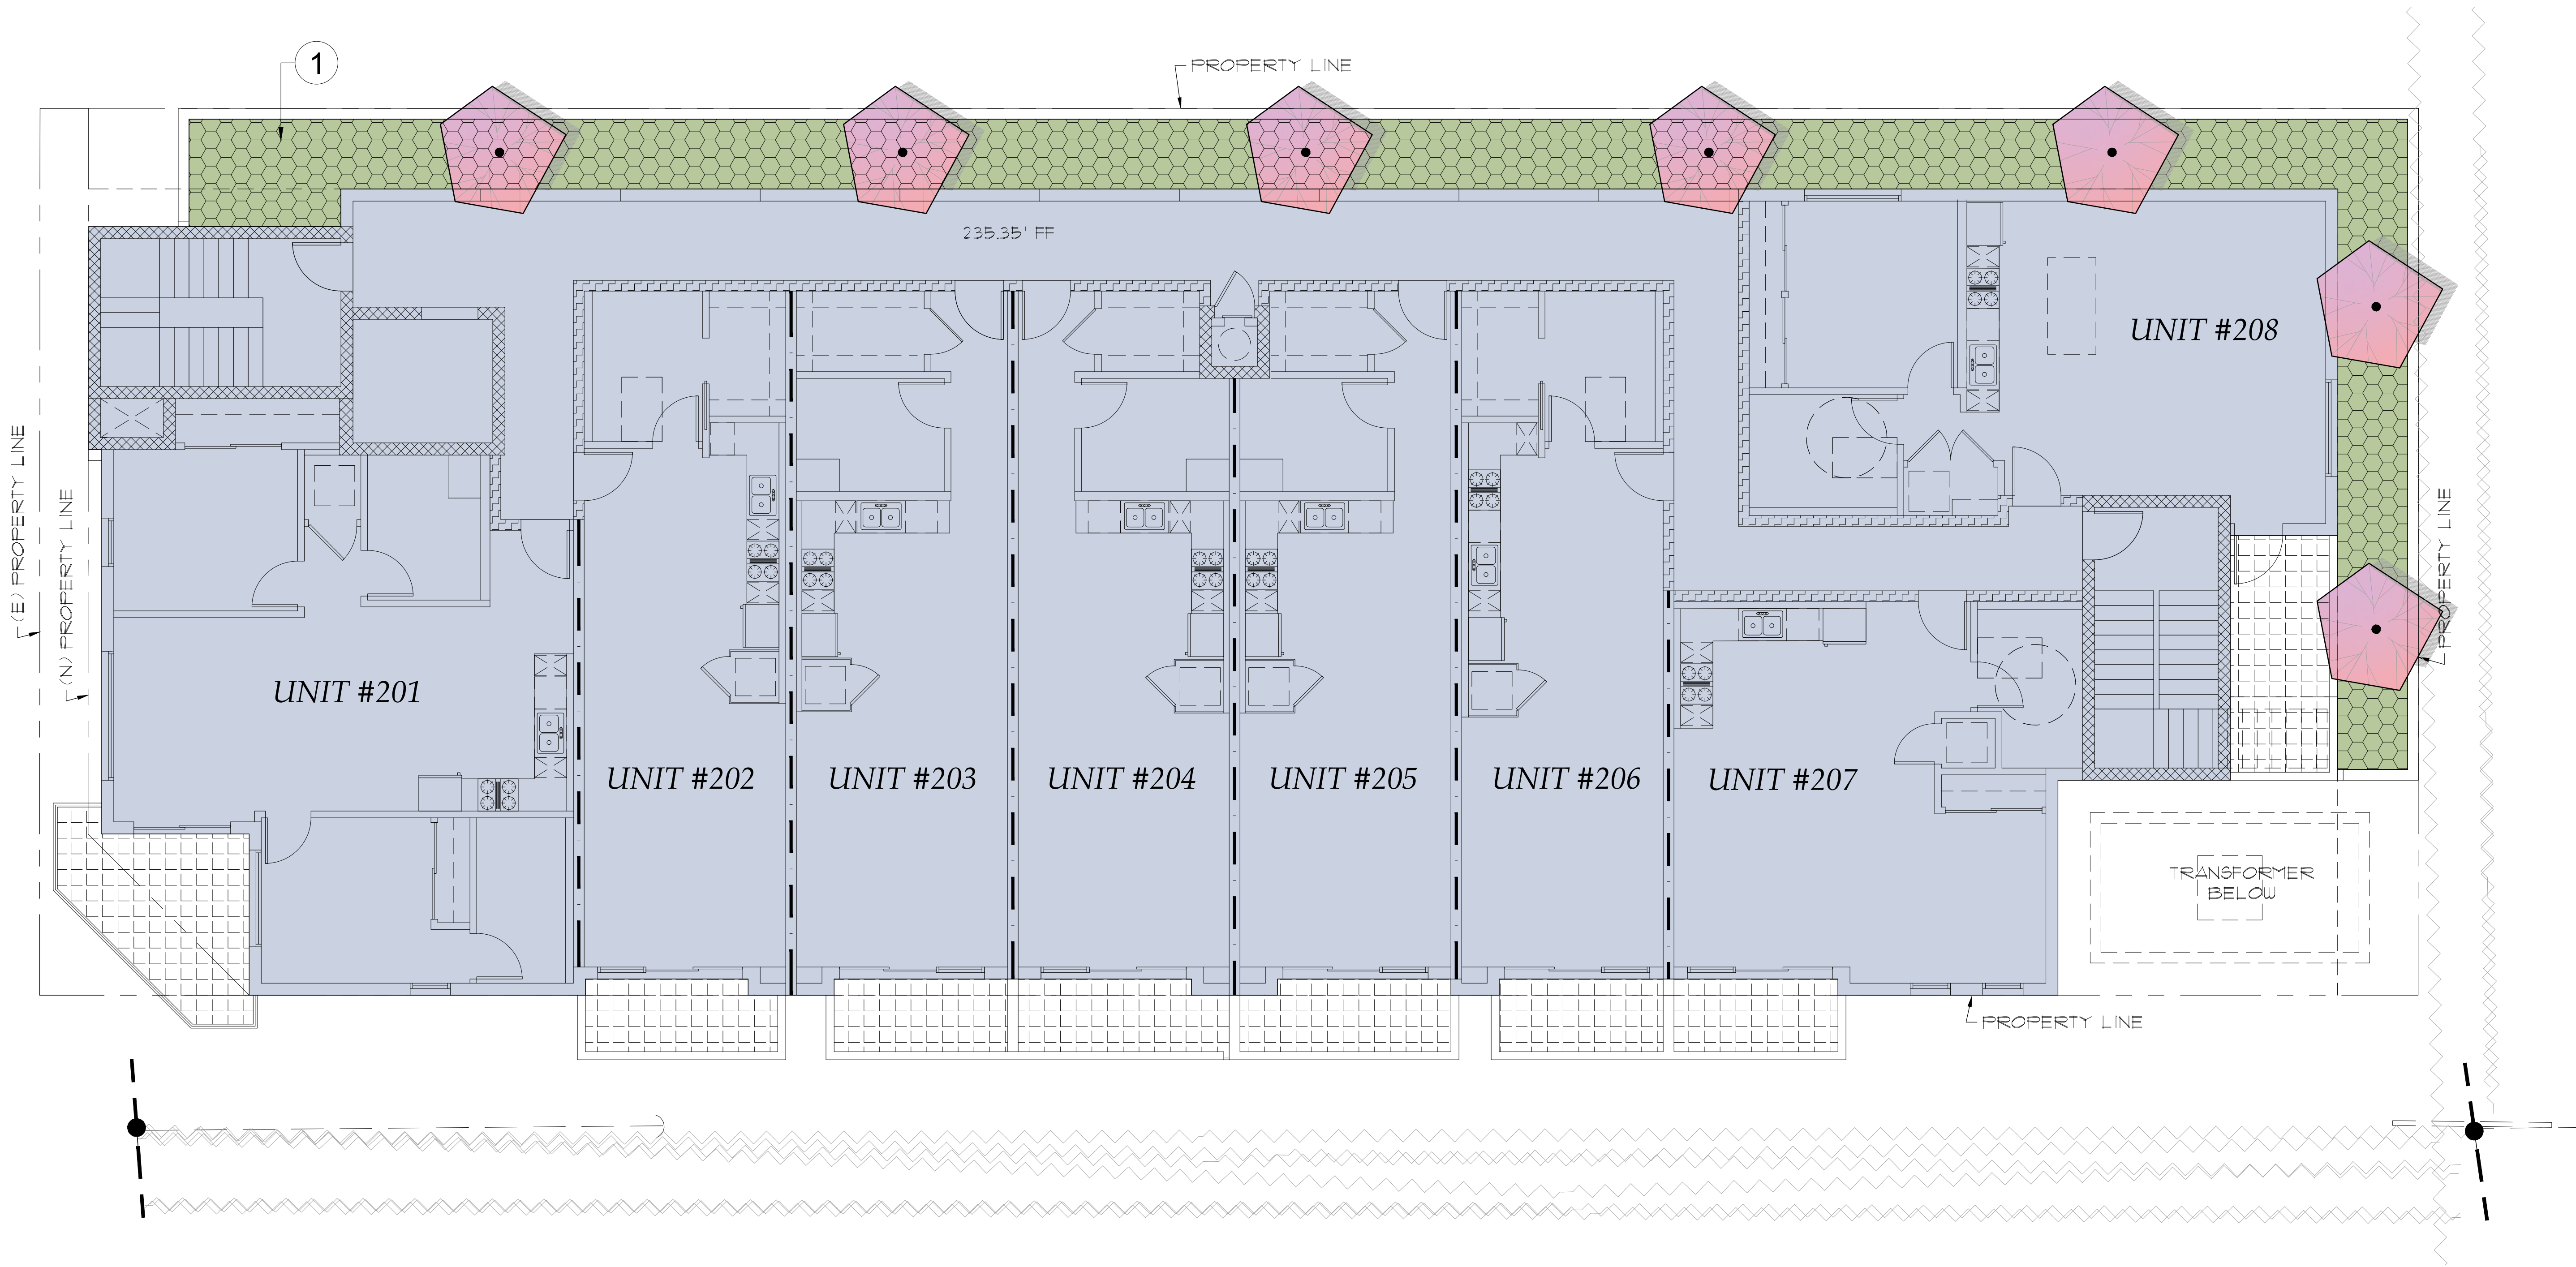 1
PROPERTY LINE
235.35' FF
UNIT #208
(E) PROPERTY LINE
(N) PROPERTY LINE
PROPERTY LINE
UNIT #201
UNIT #202
UNIT #203
UNIT #204
UNIT #205
UNIT #206
UNIT #207
TRANSFORMER
BELOW
PROPERTY LINE